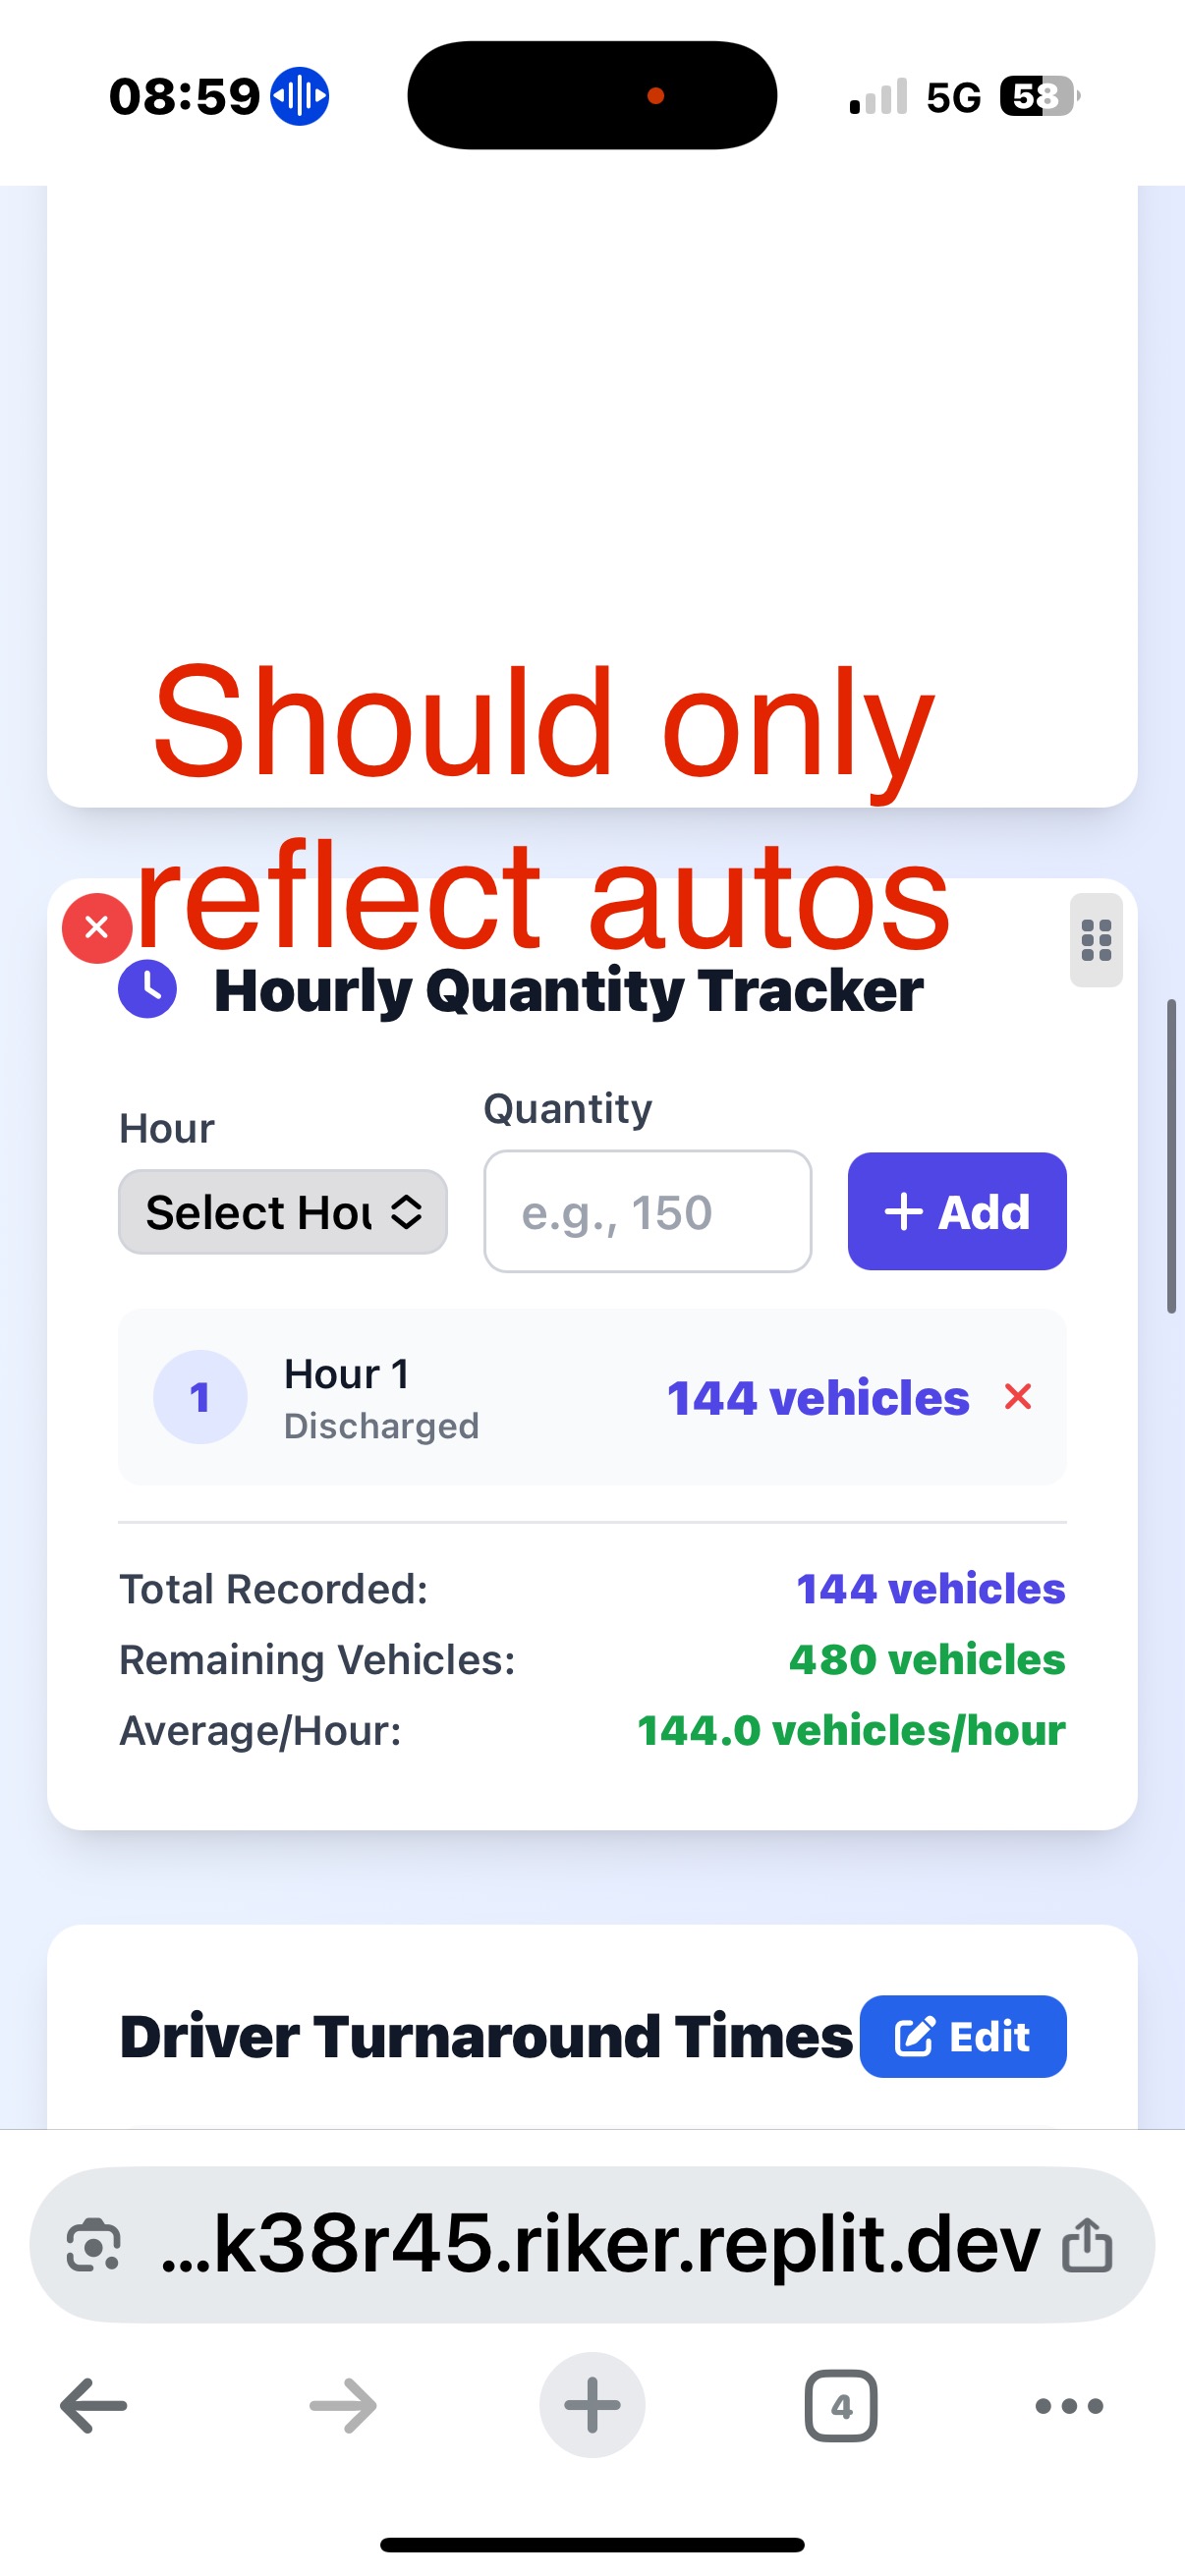 08:59
5G
58
Should only
reflect autos
Hourly Quantity Tracker
Hour
Quantity
Select Hou
e.g., 150
+ Add
1
Hour 1
Discharged
144 vehicles
Total Recorded:
144 vehicles
Remaining Vehicles:
480 vehicles
Average/Hour:
144.0 vehicles/hour
Driver Turnaround Times
Edit
...k38r45.riker.replit.dev
4